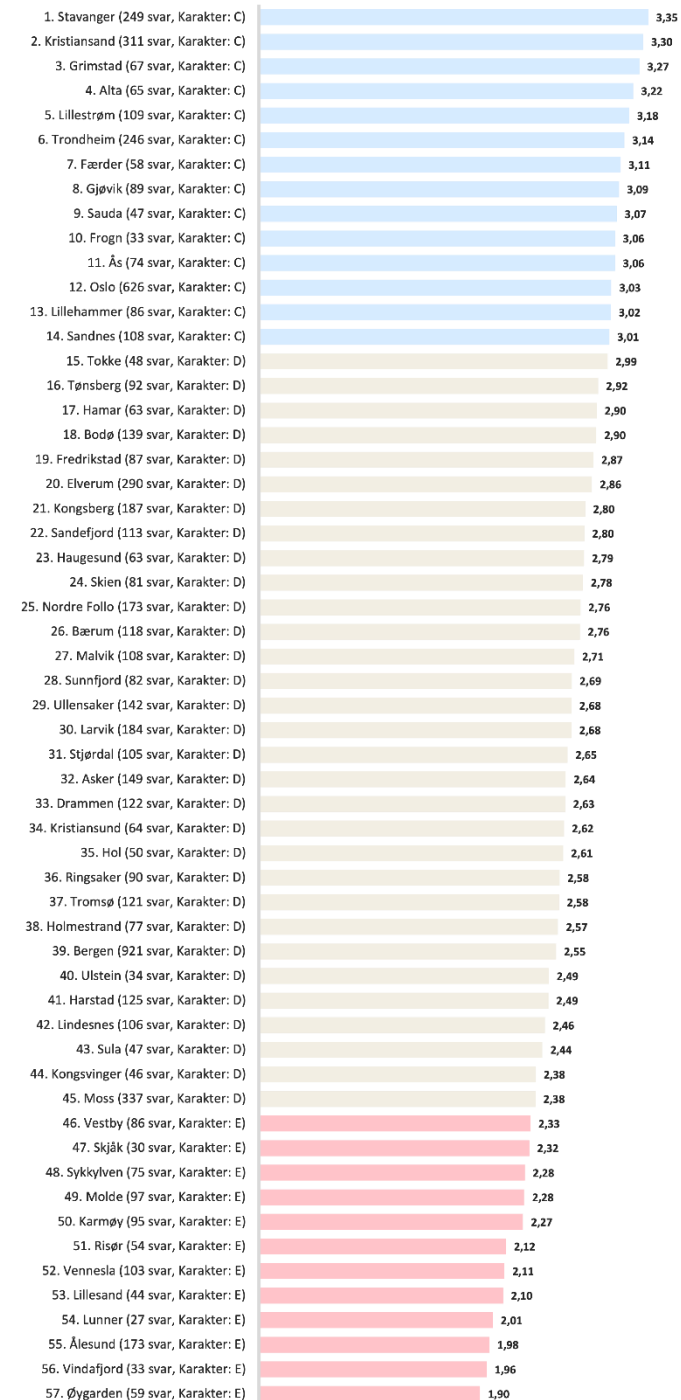 1. Stavanger (249 svar, Karakter: C) 3,35
2. Kristiansand (311 svar, Karakter: C) 3,30
3. Grimstad (67 svar, Karakter: C) 3,27
4. Alta (65 svar, Karakter: C) 3,22
5. Lillestrøm (109 svar, Karakter: C) 3,18
6. Trondheim (246 svar, Karakter: C) 3,14
7. Færder (58 svar, Karakter: C) 3,11
8. Gjøvik (89 svar, Karakter: C) 3,09
9. Sauda (47 svar, Karakter: C) 3,07
10. Frogn (33 svar, Karakter: C) 3,06
11. Ås (74 svar, Karakter: C) 3,06
12. Oslo (626 svar, Karakter: C) 3,03
13. Lillehammer (86 svar, Karakter: C) 3,02
14. Sandnes (108 svar, Karakter: C) 3,01
15. Tokke (48 svar, Karakter: D) 2,99
16. Tønsberg (92 svar, Karakter: D) 2,92
17. Hamar (63 svar, Karakter: D) 2,90
18. Bodø (139 svar, Karakter: D) 2,90
19. Fredrikstad (87 svar, Karakter: D) 2,87
20. Elverum (290 svar, Karakter: D) 2,86
21. Kongsberg (187 svar, Karakter: D) 2,80
22. Sandefjord (113 svar, Karakter: D) 2,80
23. Haugesund (63 svar, Karakter: D) 2,79
24. Skien (81 svar, Karakter: D) 2,78
25. Nordre Follo (173 svar, Karakter: D) 2,76
26. Bærum (118 svar, Karakter: D) 2,76
27. Malvik (108 svar, Karakter: D) 2,71
28. Sunnfjord (82 svar, Karakter: D) 2,69
29. Ullensaker (142 svar, Karakter: D) 2,68
30. Larvik (184 svar, Karakter: D) 2,68
31. Stjørdal (105 svar, Karakter: D) 2,65
32. Asker (149 svar, Karakter: D) 2,64
33. Drammen (122 svar, Karakter: D) 2,63
34. Kristiansund (64 svar, Karakter: D) 2,62
35. Hol (50 svar, Karakter: D) 2,61
36. Ringsaker (90 svar, Karakter: D) 2,58
37. Tromsø (121 svar, Karakter: D) 2,58
38. Holmestrand (77 svar, Karakter: D) 2,57
39. Bergen (921 svar, Karakter: D) 2,55
40. Ulstein (34 svar, Karakter: D) 2,49
41. Harstad (125 svar, Karakter: D) 2,49
42. Lindesnes (106 svar, Karakter: D) 2,46
43. Sula (47 svar, Karakter: D) 2,44
44. Kongsvinger (46 svar, Karakter: D) 2,38
45. Moss (337 svar, Karakter: D) 2,38
46. Vestby (86 svar, Karakter: E) 2,33
47. Skjåk (30 svar, Karakter: E) 2,32
48. Sykkylven (75 svar, Karakter: E) 2,28
49. Molde (97 svar, Karakter: E) 2,28
50. Karmøy (95 svar, Karakter: E) 2,27
51. Risør (54 svar, Karakter: E) 2,12
52. Vennesla (103 svar, Karakter: E) 2,11
53. Lillesand (44 svar, Karakter: E) 2,10
54. Lunner (27 svar, Karakter: E) 2,01
55. Ålesund (173 svar, Karakter: E) 1,98
56. Vindafjord (33 svar, Karakter: E) 1,96
57. Øygarden (59 svar, Karakter: E) 1,90